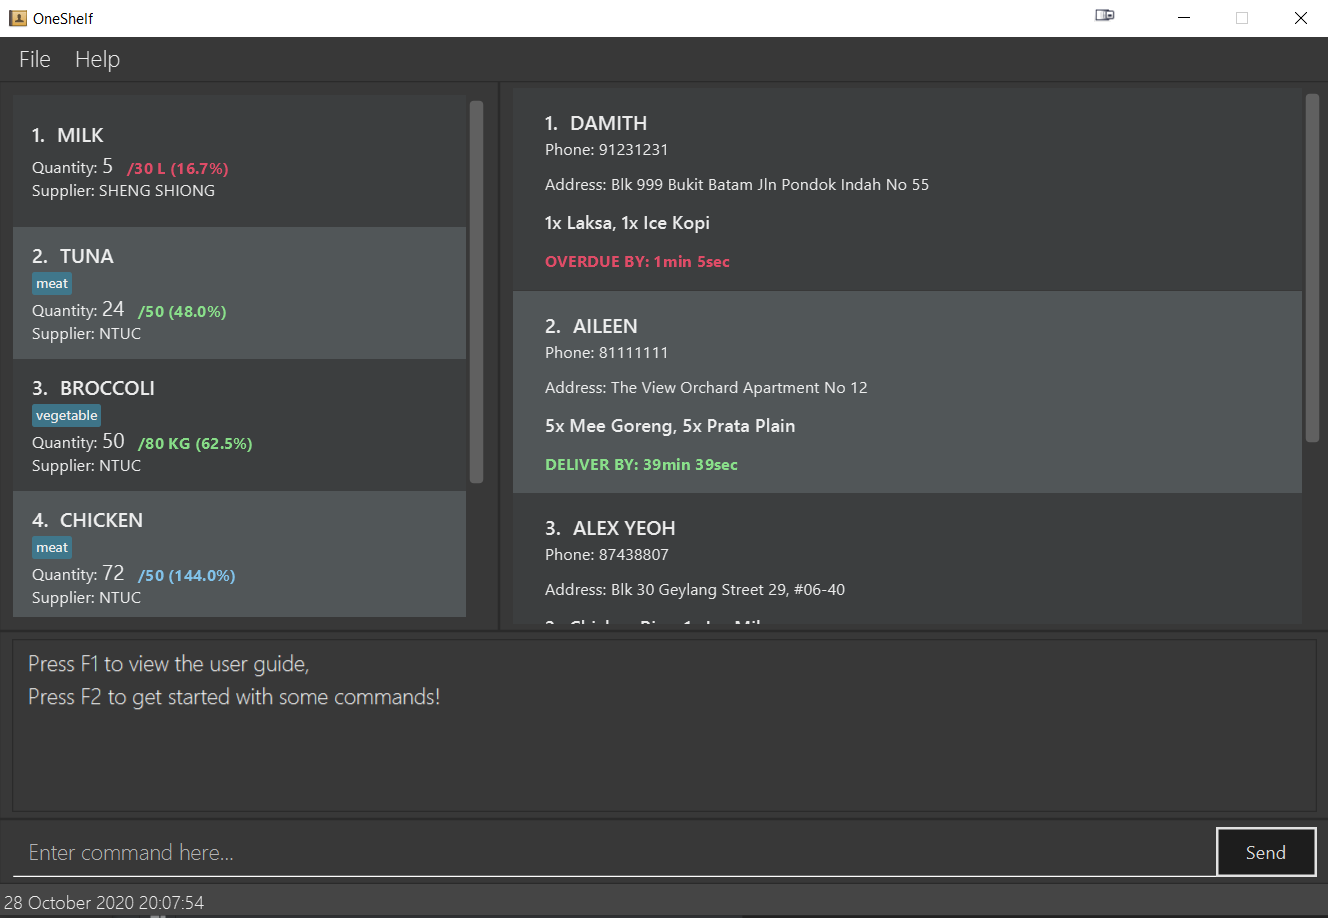 OneShelf
File Help
1. MILK
Quantity: 5 /30 L (16.7%)
Supplier: SHENG SHIONG
2. TUNA
meat
Quantity: 24 /50 (48.0%)
Supplier: NTUC
3. BROCCOLI
vegetable
Quantity: 50 /80 KG (62.5%)
Supplier: NTUC
4. CHICKEN
meat
Quantity: 72 /50 (144.0%)
Supplier: NTUC
1. DAMITH
Phone: 91231231
Address: Blk 999 Bukit Batam Jln Pondok Indah No 55
1x Laksa, 1x Ice Kopi
OVERDUE BY: 1min 5sec
2. AILEEN
Phone: 81111111
Address: The View Orchard Apartment No 12
5x Mee Goreng, 5x Prata Plain
DELIVER BY: 39min 39sec
3. ALEX YEOH
Phone: 87438807
Address: Blk 30 Geylang Street 29, #06-40
Press F1 to view the user guide,
Press F2 to get started with some commands!
Enter command here...
Send
28 October 2020 20:07:54